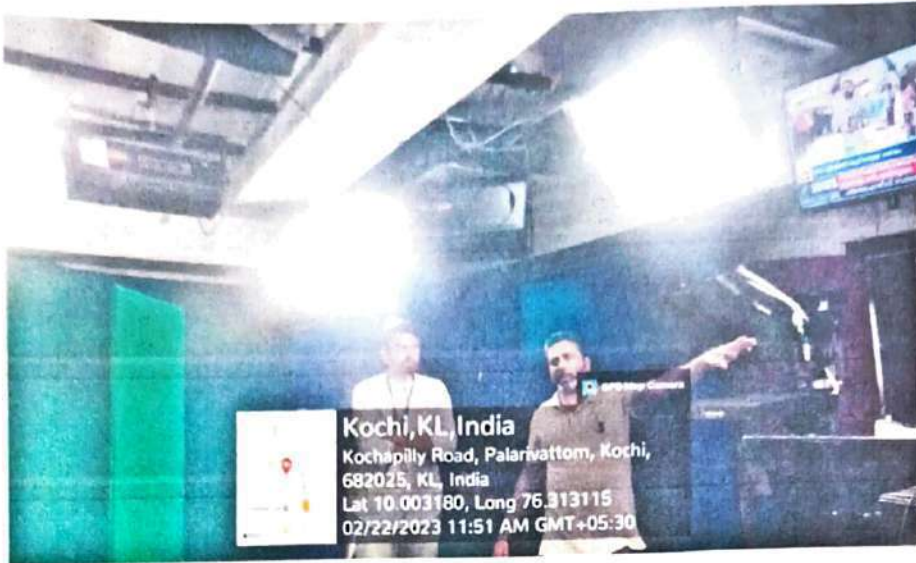 GPS Map Camera
Kochi,KL,India
Kochapilly Road, Palarivattom, Kochi,
682025, KL, India
Lat 10.003180, Long 76.313115
02/22/2023 11:51 AM GMT+05:30